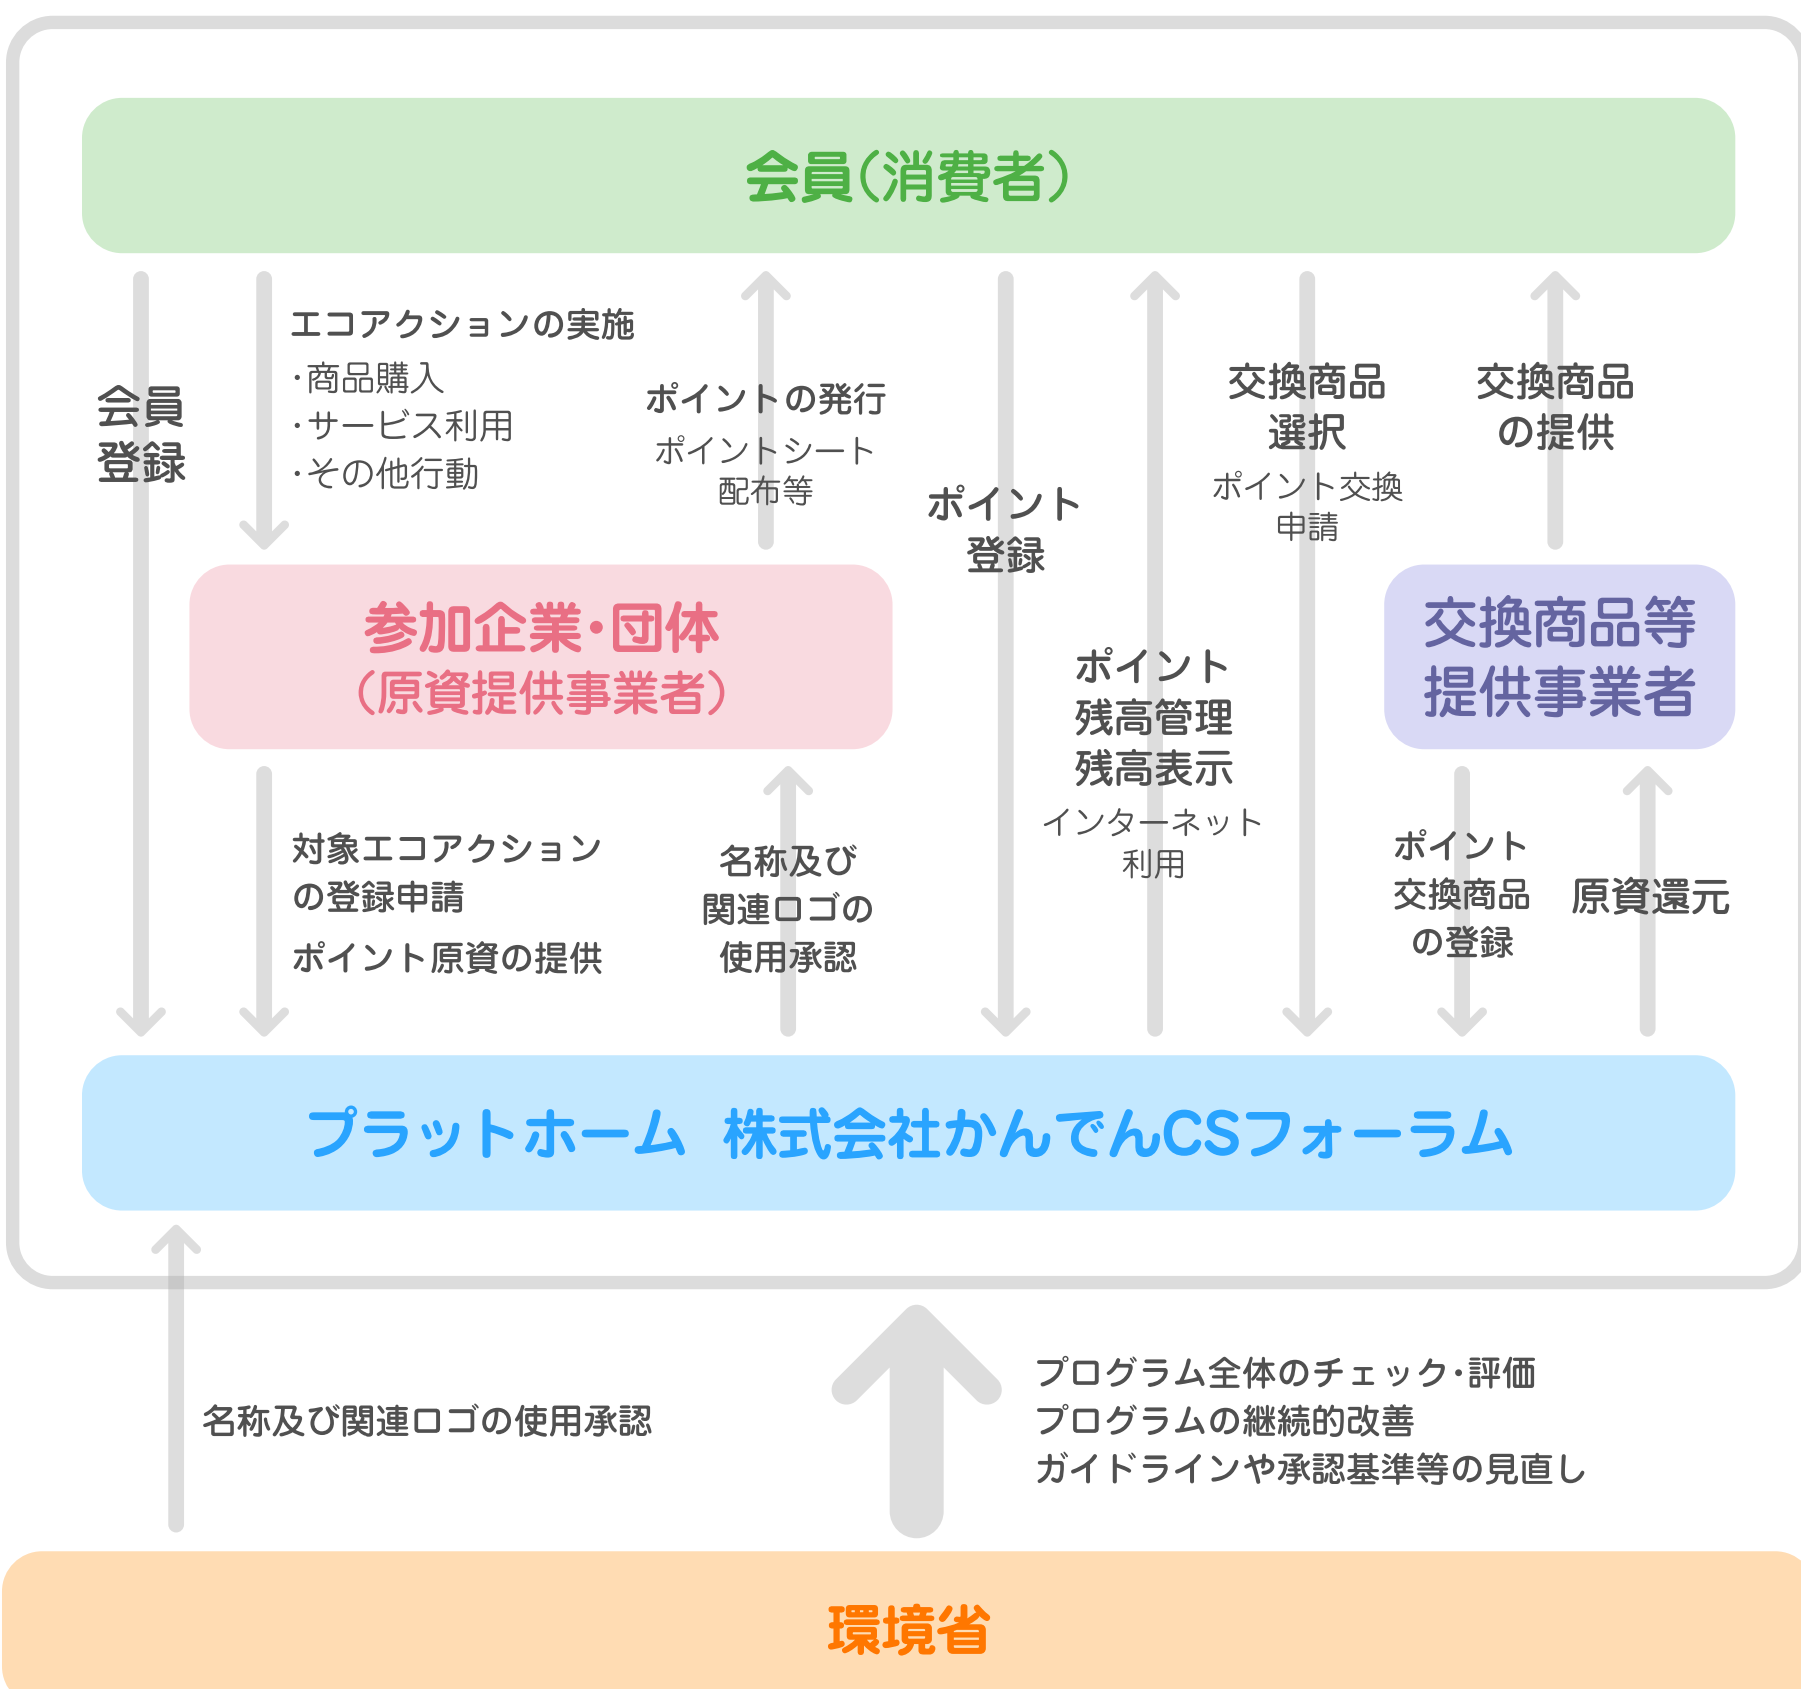 会員(消費者)
会員
登録
エコアクションの実施
・商品購入
・サービス利用
・その他行動
ポイントの発行
ポイントシート
配布等
ポイント
登録
ポイント
残高管理
残高表示
インターネット
利用
交換商品
選択
ポイント交換
申請
交換商品
の提供
参加企業・団体
(原資提供事業者)
交換商品等
提供事業者
対象エコアクション
の登録申請
ポイント原資の提供
名称及び
関連ロゴの
使用承認
ポイント
交換商品
の登録
原資還元
プラットホーム 株式会社かんでんCSフォーラム
名称及び関連ロゴの使用承認
プログラム全体のチェック・評価
プログラムの継続的改善
ガイドラインや承認基準等の見直し
環境省